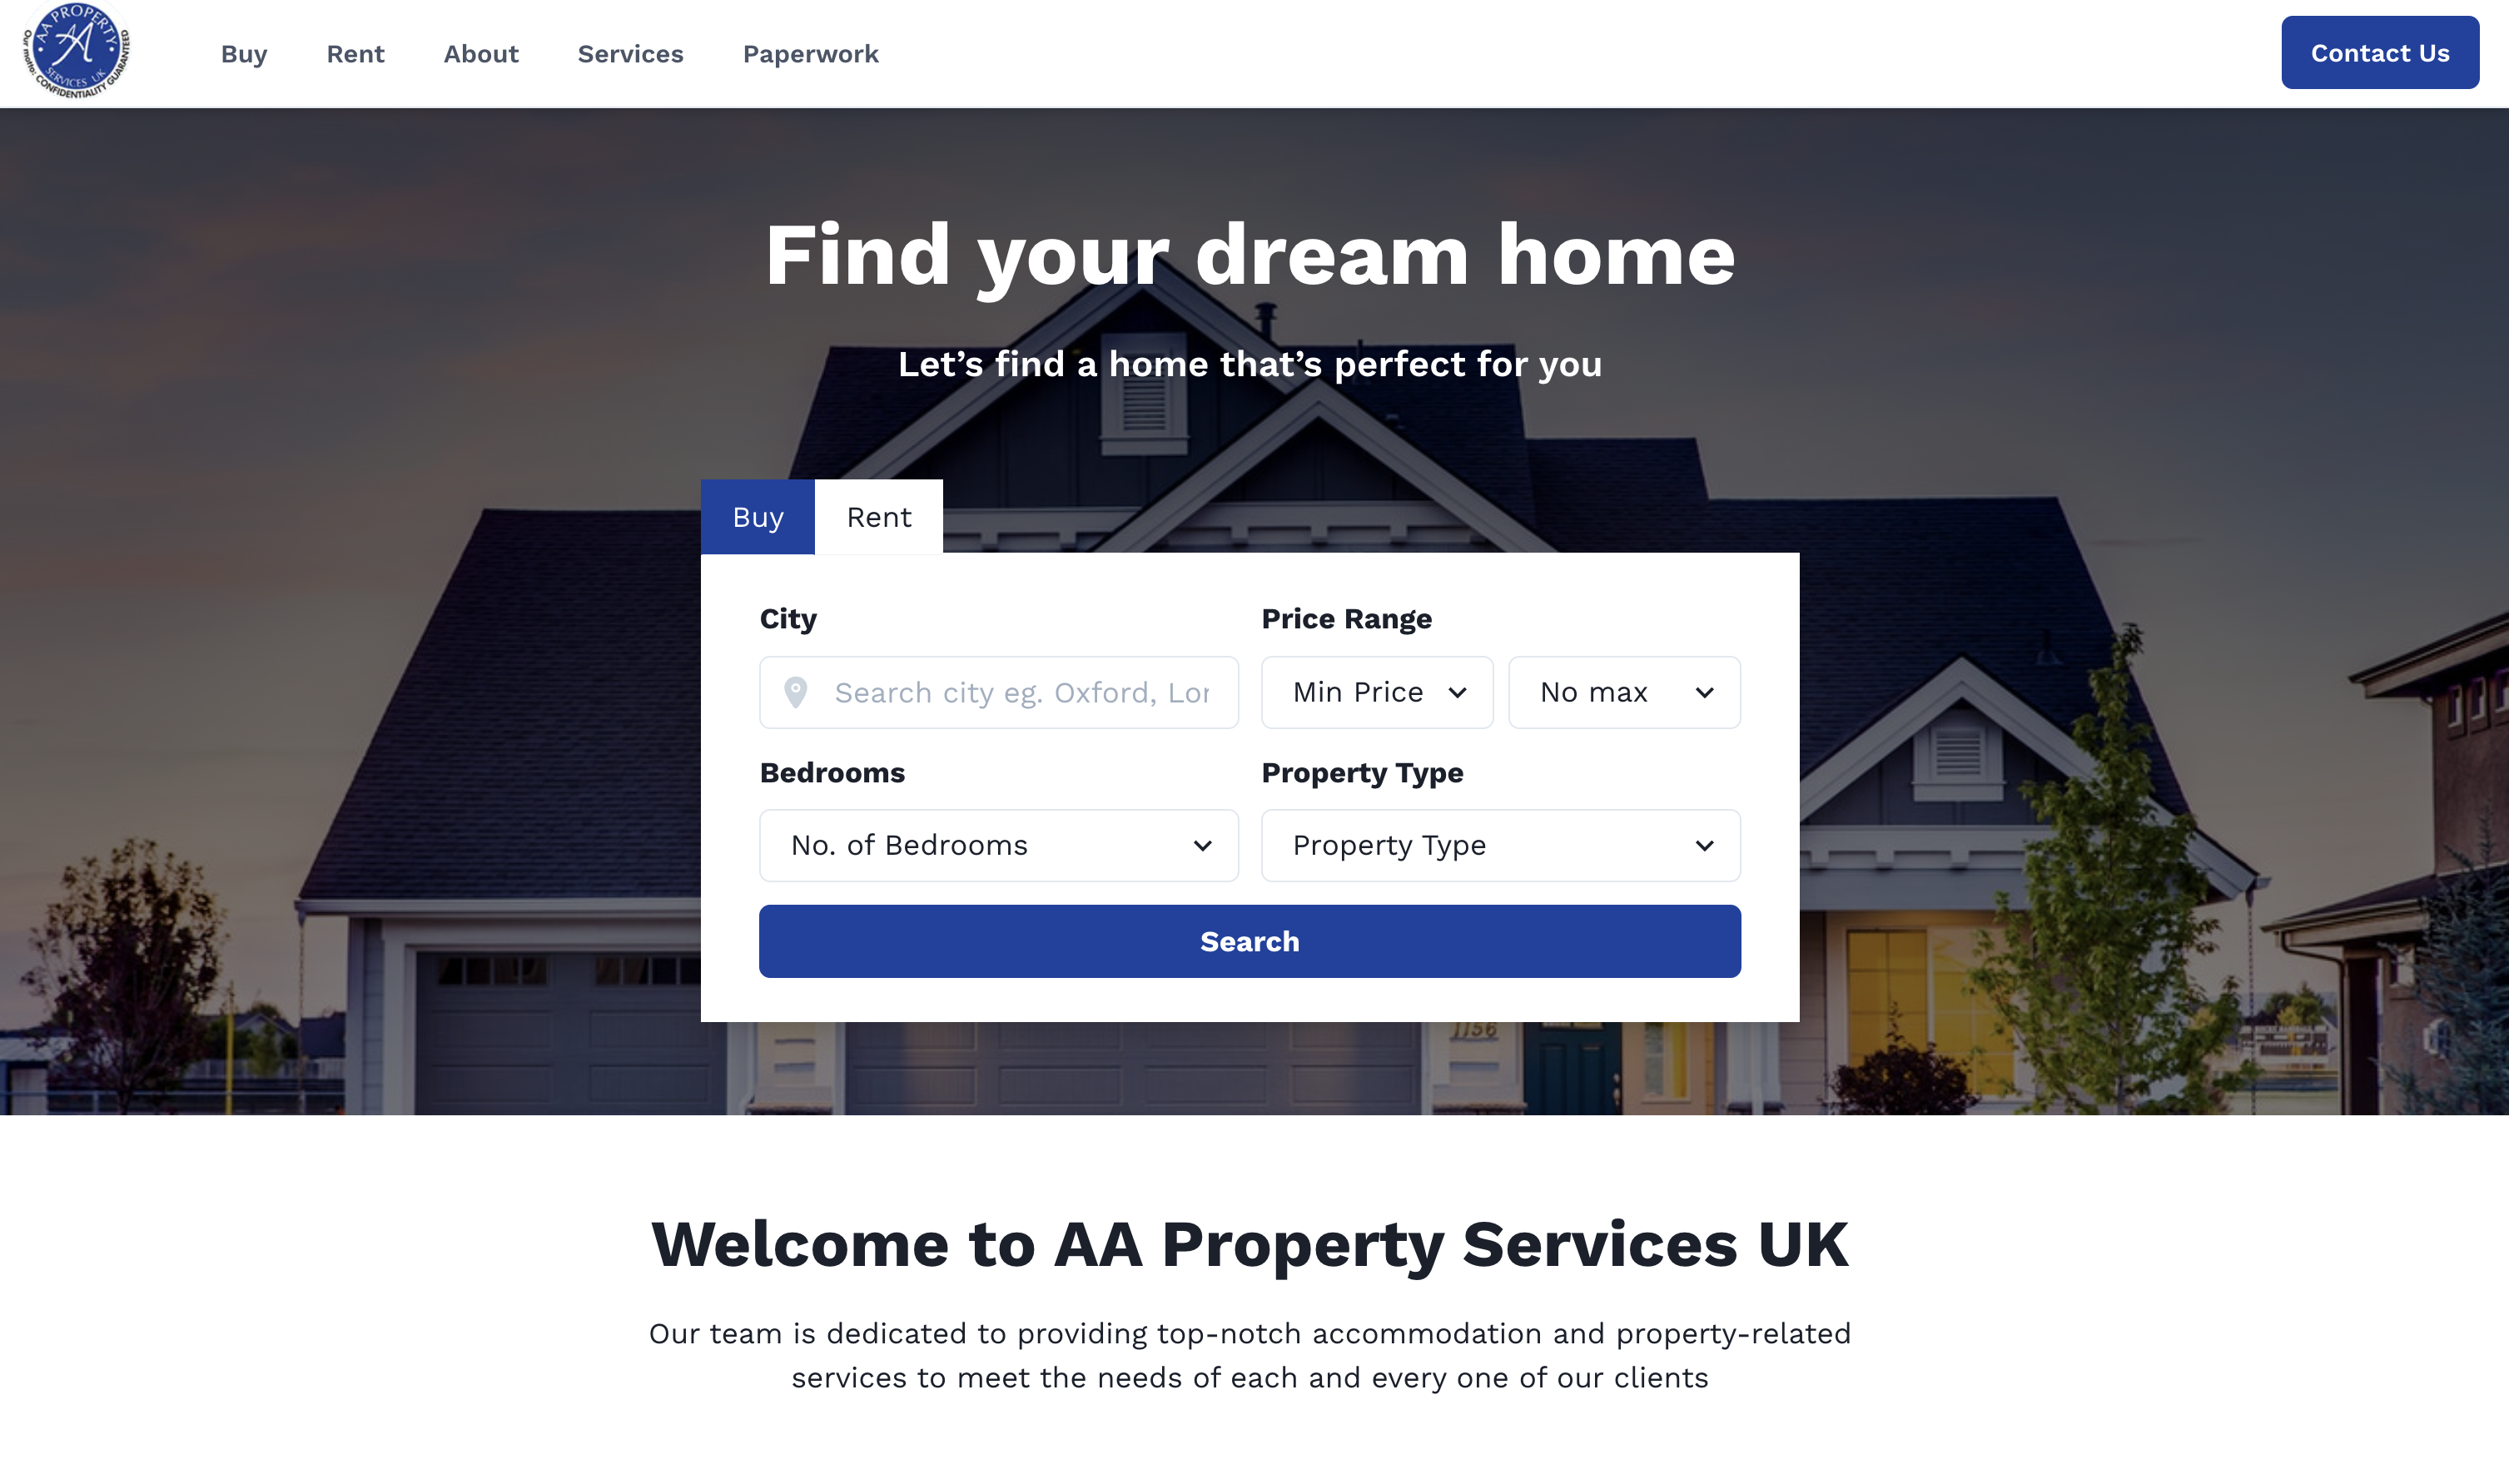 AA PROPERTY
AA
SERVICES UK
Our motto: CONFIDENTIALITY GUARANTEED
Buy
Rent
About
Services
Paperwork
Contact Us
Find your dream home
Let’s find a home that’s perfect for you
Buy
Rent
City
Price Range
Search city eg. Oxford, Lon
Min Price
No max
Bedrooms
Property Type
No. of Bedrooms
Property Type
Search
1156
Welcome to AA Property Services UK
Our team is dedicated to providing top-notch accommodation and property-related
services to meet the needs of each and every one of our clients